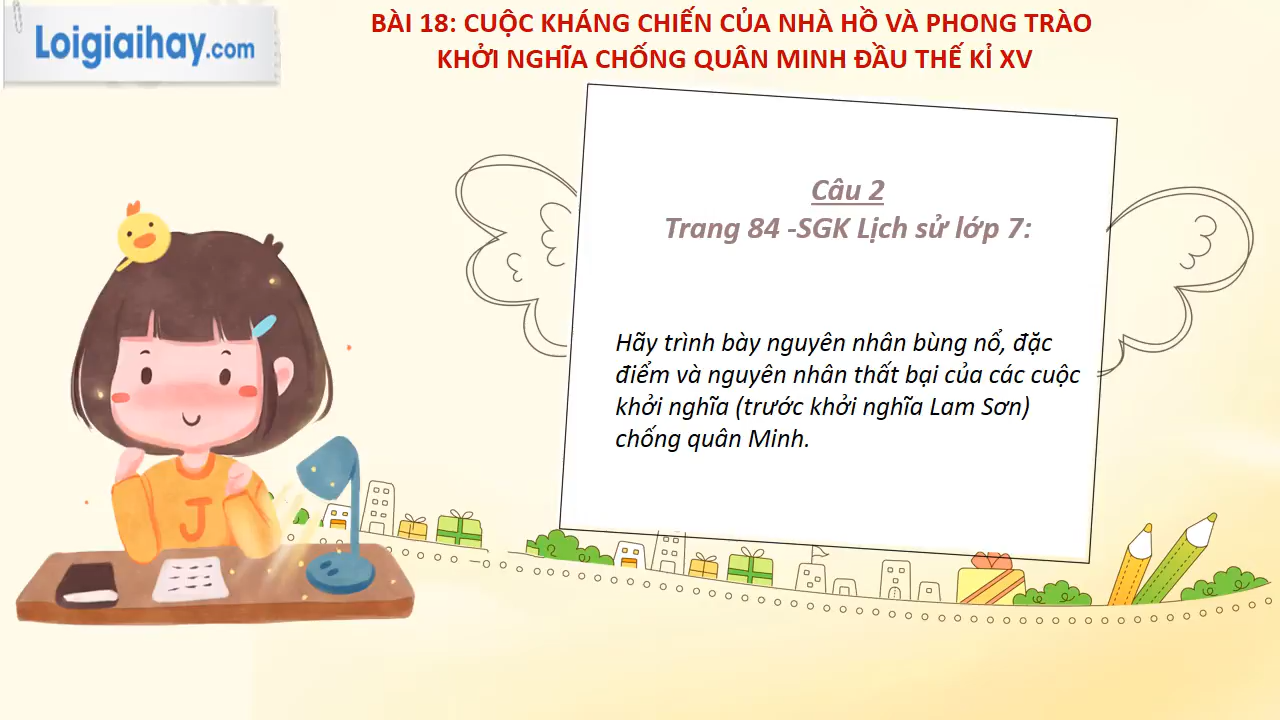 Loigiaihay.com
BÀI 18: CUỘC KHÁNG CHIẾN CỦA NHÀ HỒ VÀ PHONG TRÀO
KHỞI NGHĨA CHỐNG QUÂN MINH ĐẦU THẾ KỈ XV
Câu 2
Trang 84 -SGK Lịch sử lớp 7:
Hãy trình bày nguyên nhân bùng nổ, đặc
điểm và nguyên nhân thất bại của các cuộc
khởi nghĩa (trước khởi nghĩa Lam Sơn)
chống quân Minh.
J